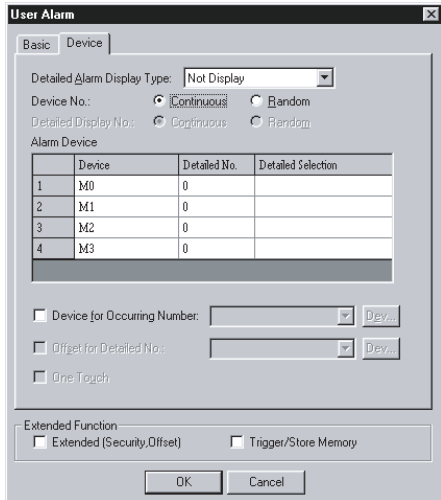 User Alarm
Basic Device
Detailed Alarm Display Type: Not Display
Device No.: Continuous Random
Detailed Display No.: Continuous Random
Alarm Device
Device Detailed No. Detailed Selection
1 M0 0
2 M1 0
3 M2 0
4 M3 0
Device for Occurring Number: Dev...
Offset for Detailed No.: Dev...
One Touch
Extended Function
Extended (Security,Offset) Trigger/Store Memory
OK Cancel